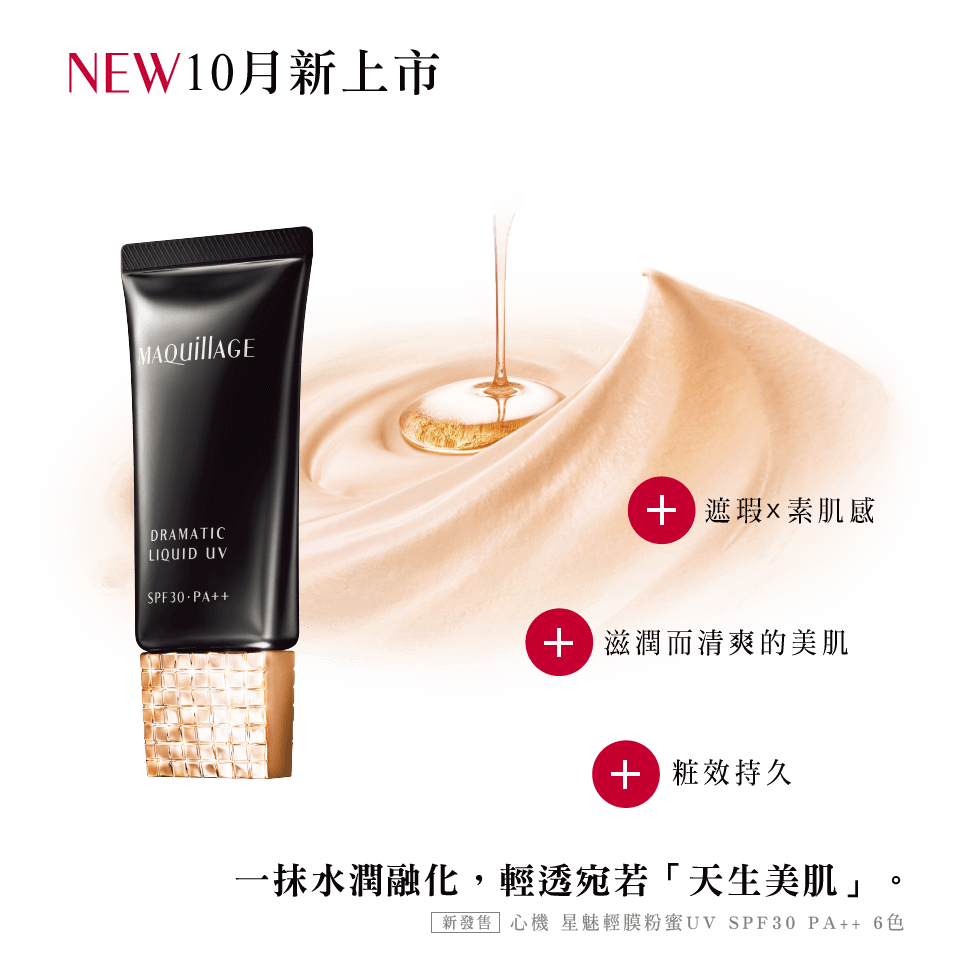 NEW10月新上市
MAQuillAGE
DRAMATIC
LIQUID UV
SPF30·PA++
遮瑕×素肌感
滋潤而清爽的美肌
粧效持久
一抹水潤融化，輕透宛若「天生美肌」。
新發售 心機 星魅輕膜粉蜜UV SPF30 PA++ 6色